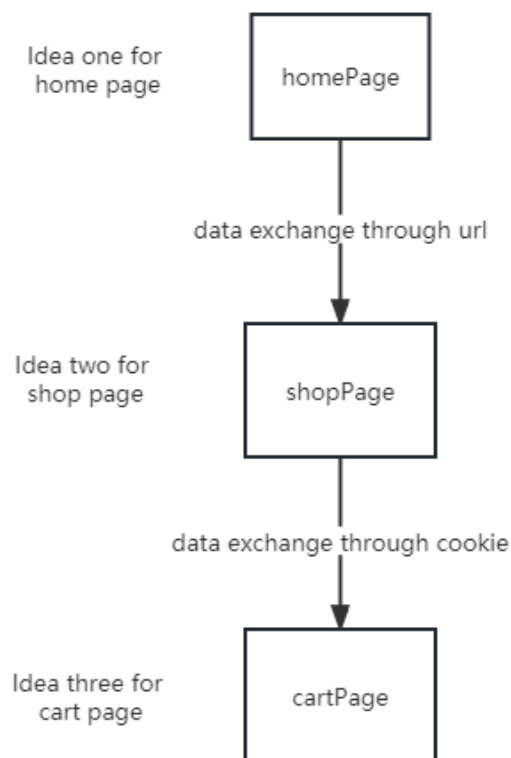 Idea one for
home page
homePage
data exchange through url
Idea two for
shop page
shopPage
data exchange through cookie
Idea three for
cart page
cartPage